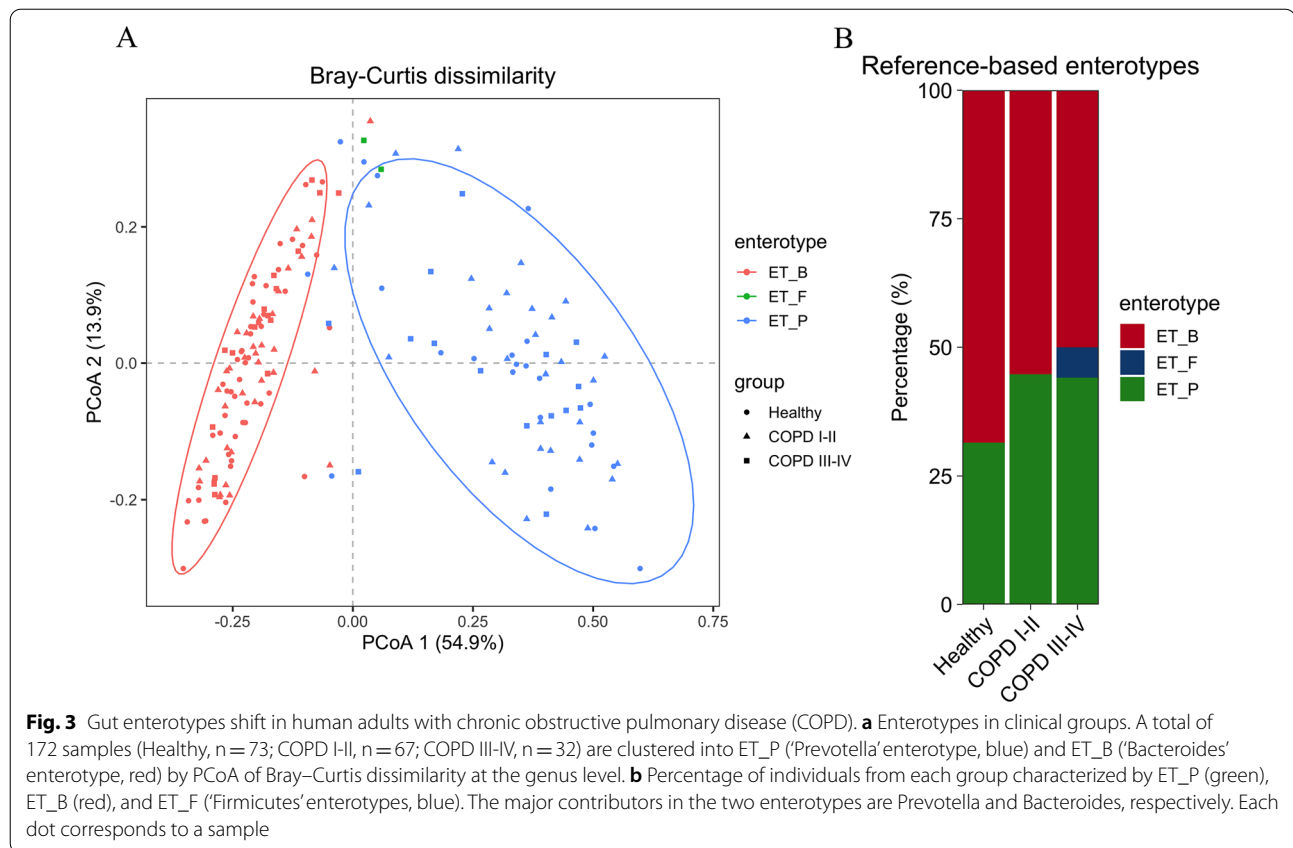 A
Bray-Curtis dissimilarity
0.2
0.0
-0.2
PCoA 2 (13.9%)
-0.25
0.00
0.25
0.50
0.75
PCoA 1 (54.9%)
enterotype
ET_B
ET_F
ET_P
group
Healthy
COPD I-II
COPD III-IV
B
Reference-based enterotypes
100
75
50
25
0
Percentage (%)
Healthy
COPD I-II
COPD III-IV
enterotype
ET_B
ET_F
ET_P
Fig. 3 Gut enterotypes shift in human adults with chronic obstructive pulmonary disease (COPD). a Enterotypes in clinical groups. A total of
172 samples (Healthy, n = 73; COPD I-II, n = 67; COPD III-IV, n = 32) are clustered into ET_P (‘Prevotella’ enterotype, blue) and ET_B (‘Bacteroides’
enterotype, red) by PCoA of Bray–Curtis dissimilarity at the genus level. b Percentage of individuals from each group characterized by ET_P (green),
ET_B (red), and ET_F (‘Firmicutes’ enterotypes, blue). The major contributors in the two enterotypes are Prevotella and Bacteroides, respectively. Each
dot corresponds to a sample